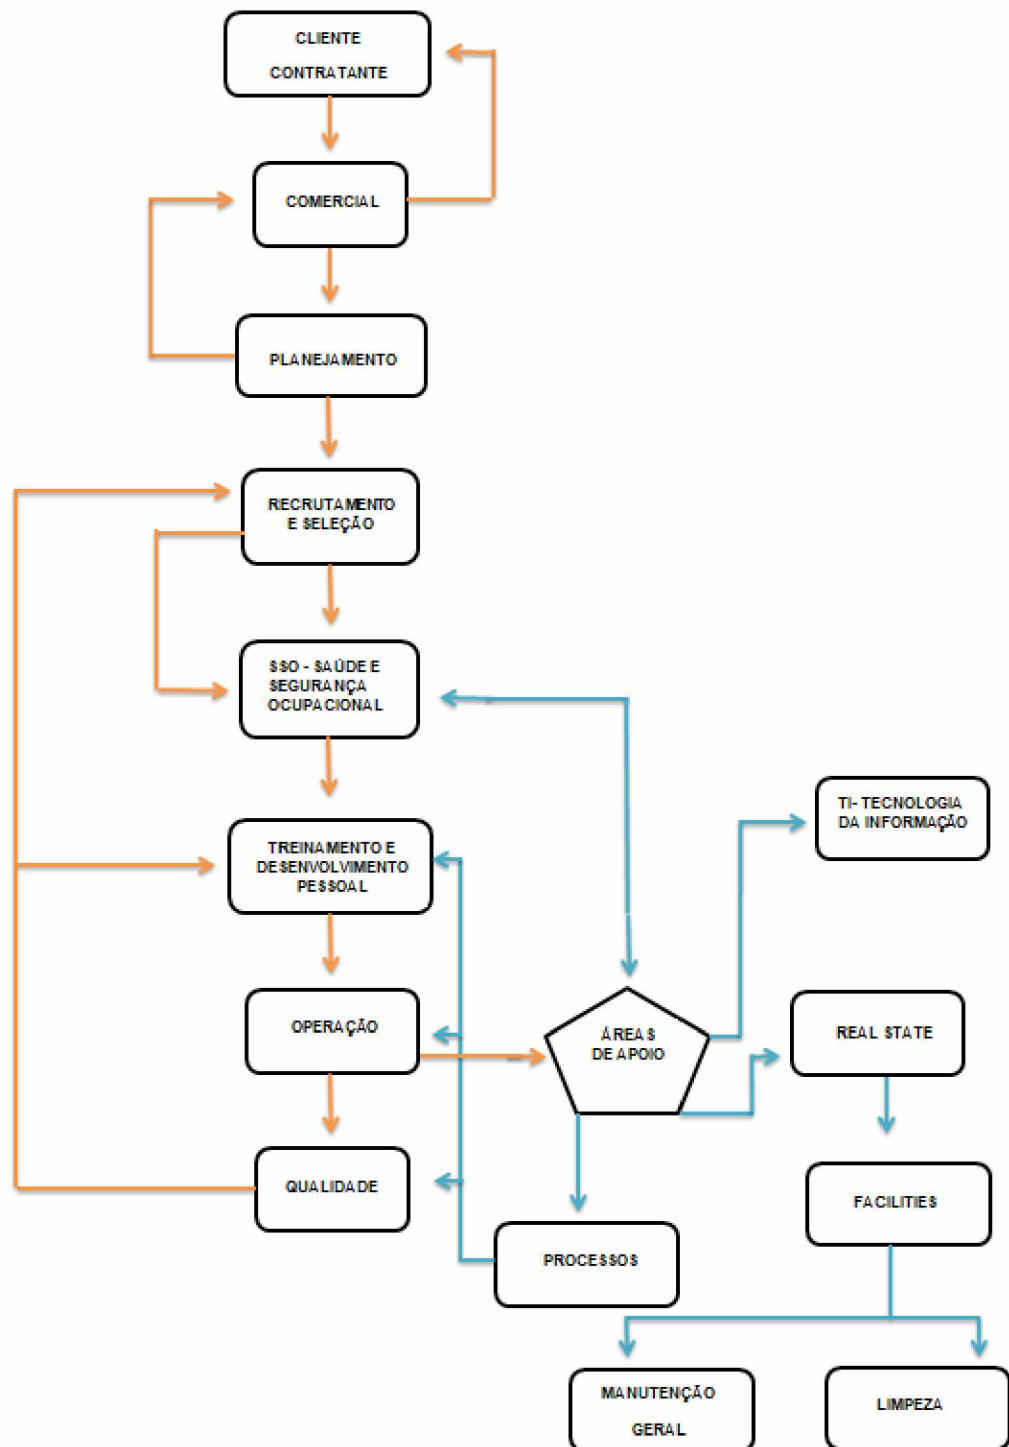 CLIENTE
CONTRATANTE
COMERCIAL
PLANEJAMENTO
RECRUTAMENTO
E SELEÇÃO
SSO - SAÚDE E
SEGURANÇA
OCUPACIONAL
TI- TECNOLOGIA
DA INFORMAÇÃO
TREINAMENTO E
DESENVOLVIMENTO
PESSOAL
OPERAÇÃO
ÁREAS
DE APOIO
REAL STATE
QUALIDADE
FACILITIES
PROCESSOS
MANUTENÇÃO
GERAL
LIMPEZA